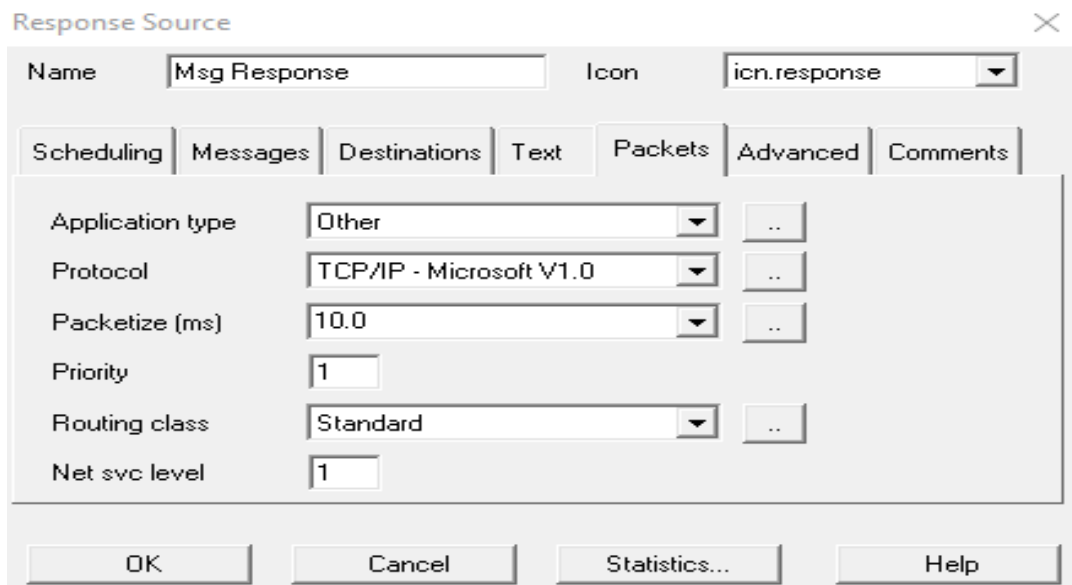 Response Source
Name Msg Response Icon icn.response
Scheduling Messages Destinations Text Packets Advanced Comments
Application type Other ..
Protocol TCP/IP - Microsoft V1.0 ..
Packetize (ms) 10.0 ..
Priority 1
Routing class Standard ..
Net svc level 1
OK Cancel Statistics... Help